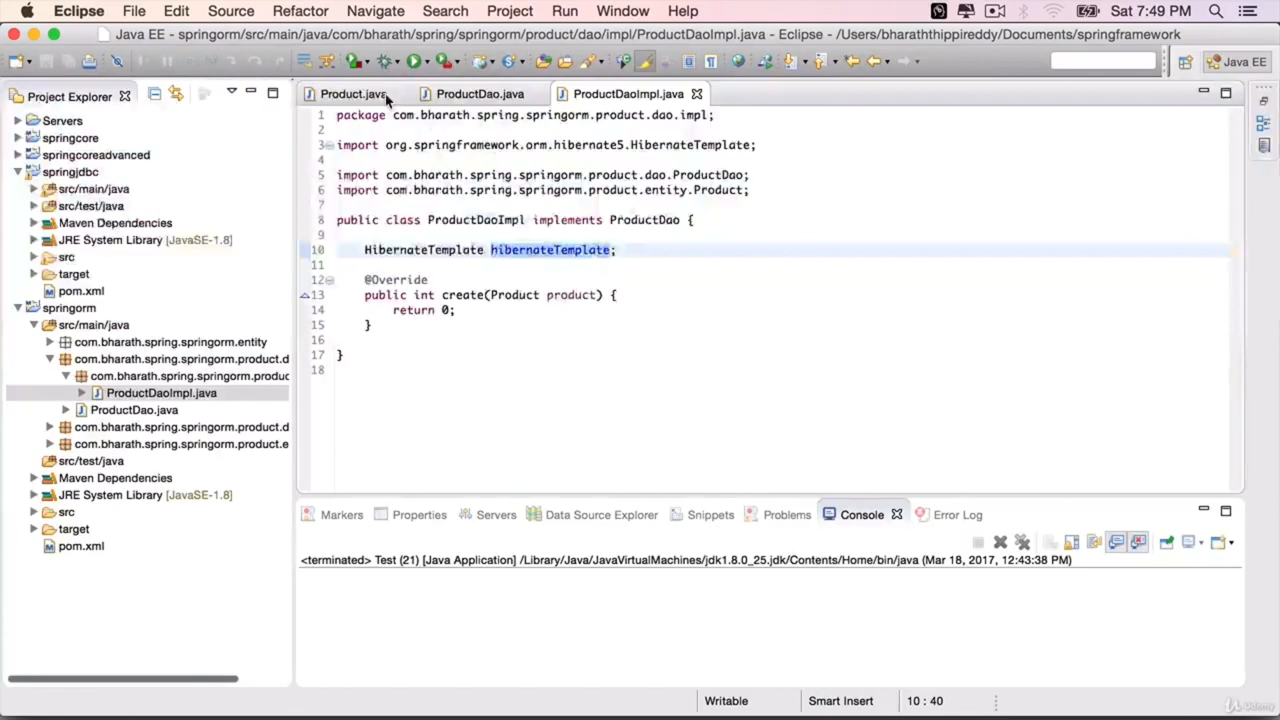 Eclipse File Edit Source Refactor Navigate Search Project Run Window Help Sat 7:49 PM
Java EE - springorm/src/main/java/com/bharath/spring/springorm/product/dao/impl/ProductDaoImpl.java - Eclipse - /Users/bharaththippireddy/Documents/springframework
Java EE
Project Explorer
Servers
springcore
springcoreadvanced
springjdbc
src/main/java
src/test/java
Maven Dependencies
JRE System Library [JavaSE-1.8]
src
target
pom.xml
springorm
src/main/java
com.bharath.spring.springorm.entity
com.bharath.spring.springorm.product.d
com.bharath.spring.springorm.produc
ProductDaoImpl.java
ProductDao.java
com.bharath.spring.springorm.product.d
com.bharath.spring.springorm.product.e
src/test/java
Maven Dependencies
JRE System Library [JavaSE-1.8]
src
target
pom.xml
Product.java ProductDao.java ProductDaoImpl.java
1 package com.bharath.spring.springorm.product.dao.impl;
2
3 import org.springframework.orm.hibernate5.HibernateTemplate;
4
5 import com.bharath.spring.springorm.product.dao.ProductDao;
6 import com.bharath.spring.springorm.product.entity.Product;
7
8 public class ProductDaoImpl implements ProductDao {
9
10 HibernateTemplate hibernateTemplate;
11
12 @Override
13 public int create(Product product) {
14 return 0;
15 }
16
17 }
18
Markers Properties Servers Data Source Explorer Snippets Problems Console Error Log
<terminated> Test (21) [Java Application] /Library/Java/JavaVirtualMachines/jdk1.8.0_25.jdk/Contents/Home/bin/java (Mar 18, 2017, 12:43:38 PM)
Writable Smart Insert 10 : 40
Udemy